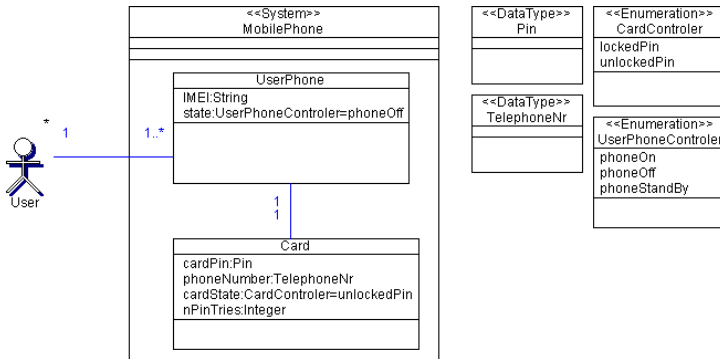 <<System>>
MobilePhone
UserPhone
IMEI:String
state:UserPhoneControler=phoneOff
*
1
1..*
User
1
1
Card
cardPin:Pin
phoneNumber:TelephoneNr
cardState:CardControler=unlockedPin
nPinTries:Integer
<<DataType>>
Pin
<<DataType>>
TelephoneNr
<<Enumeration>>
CardControler
lockedPin
unlockedPin
<<Enumeration>>
UserPhoneControler
phoneOn
phoneOff
phoneStandBy